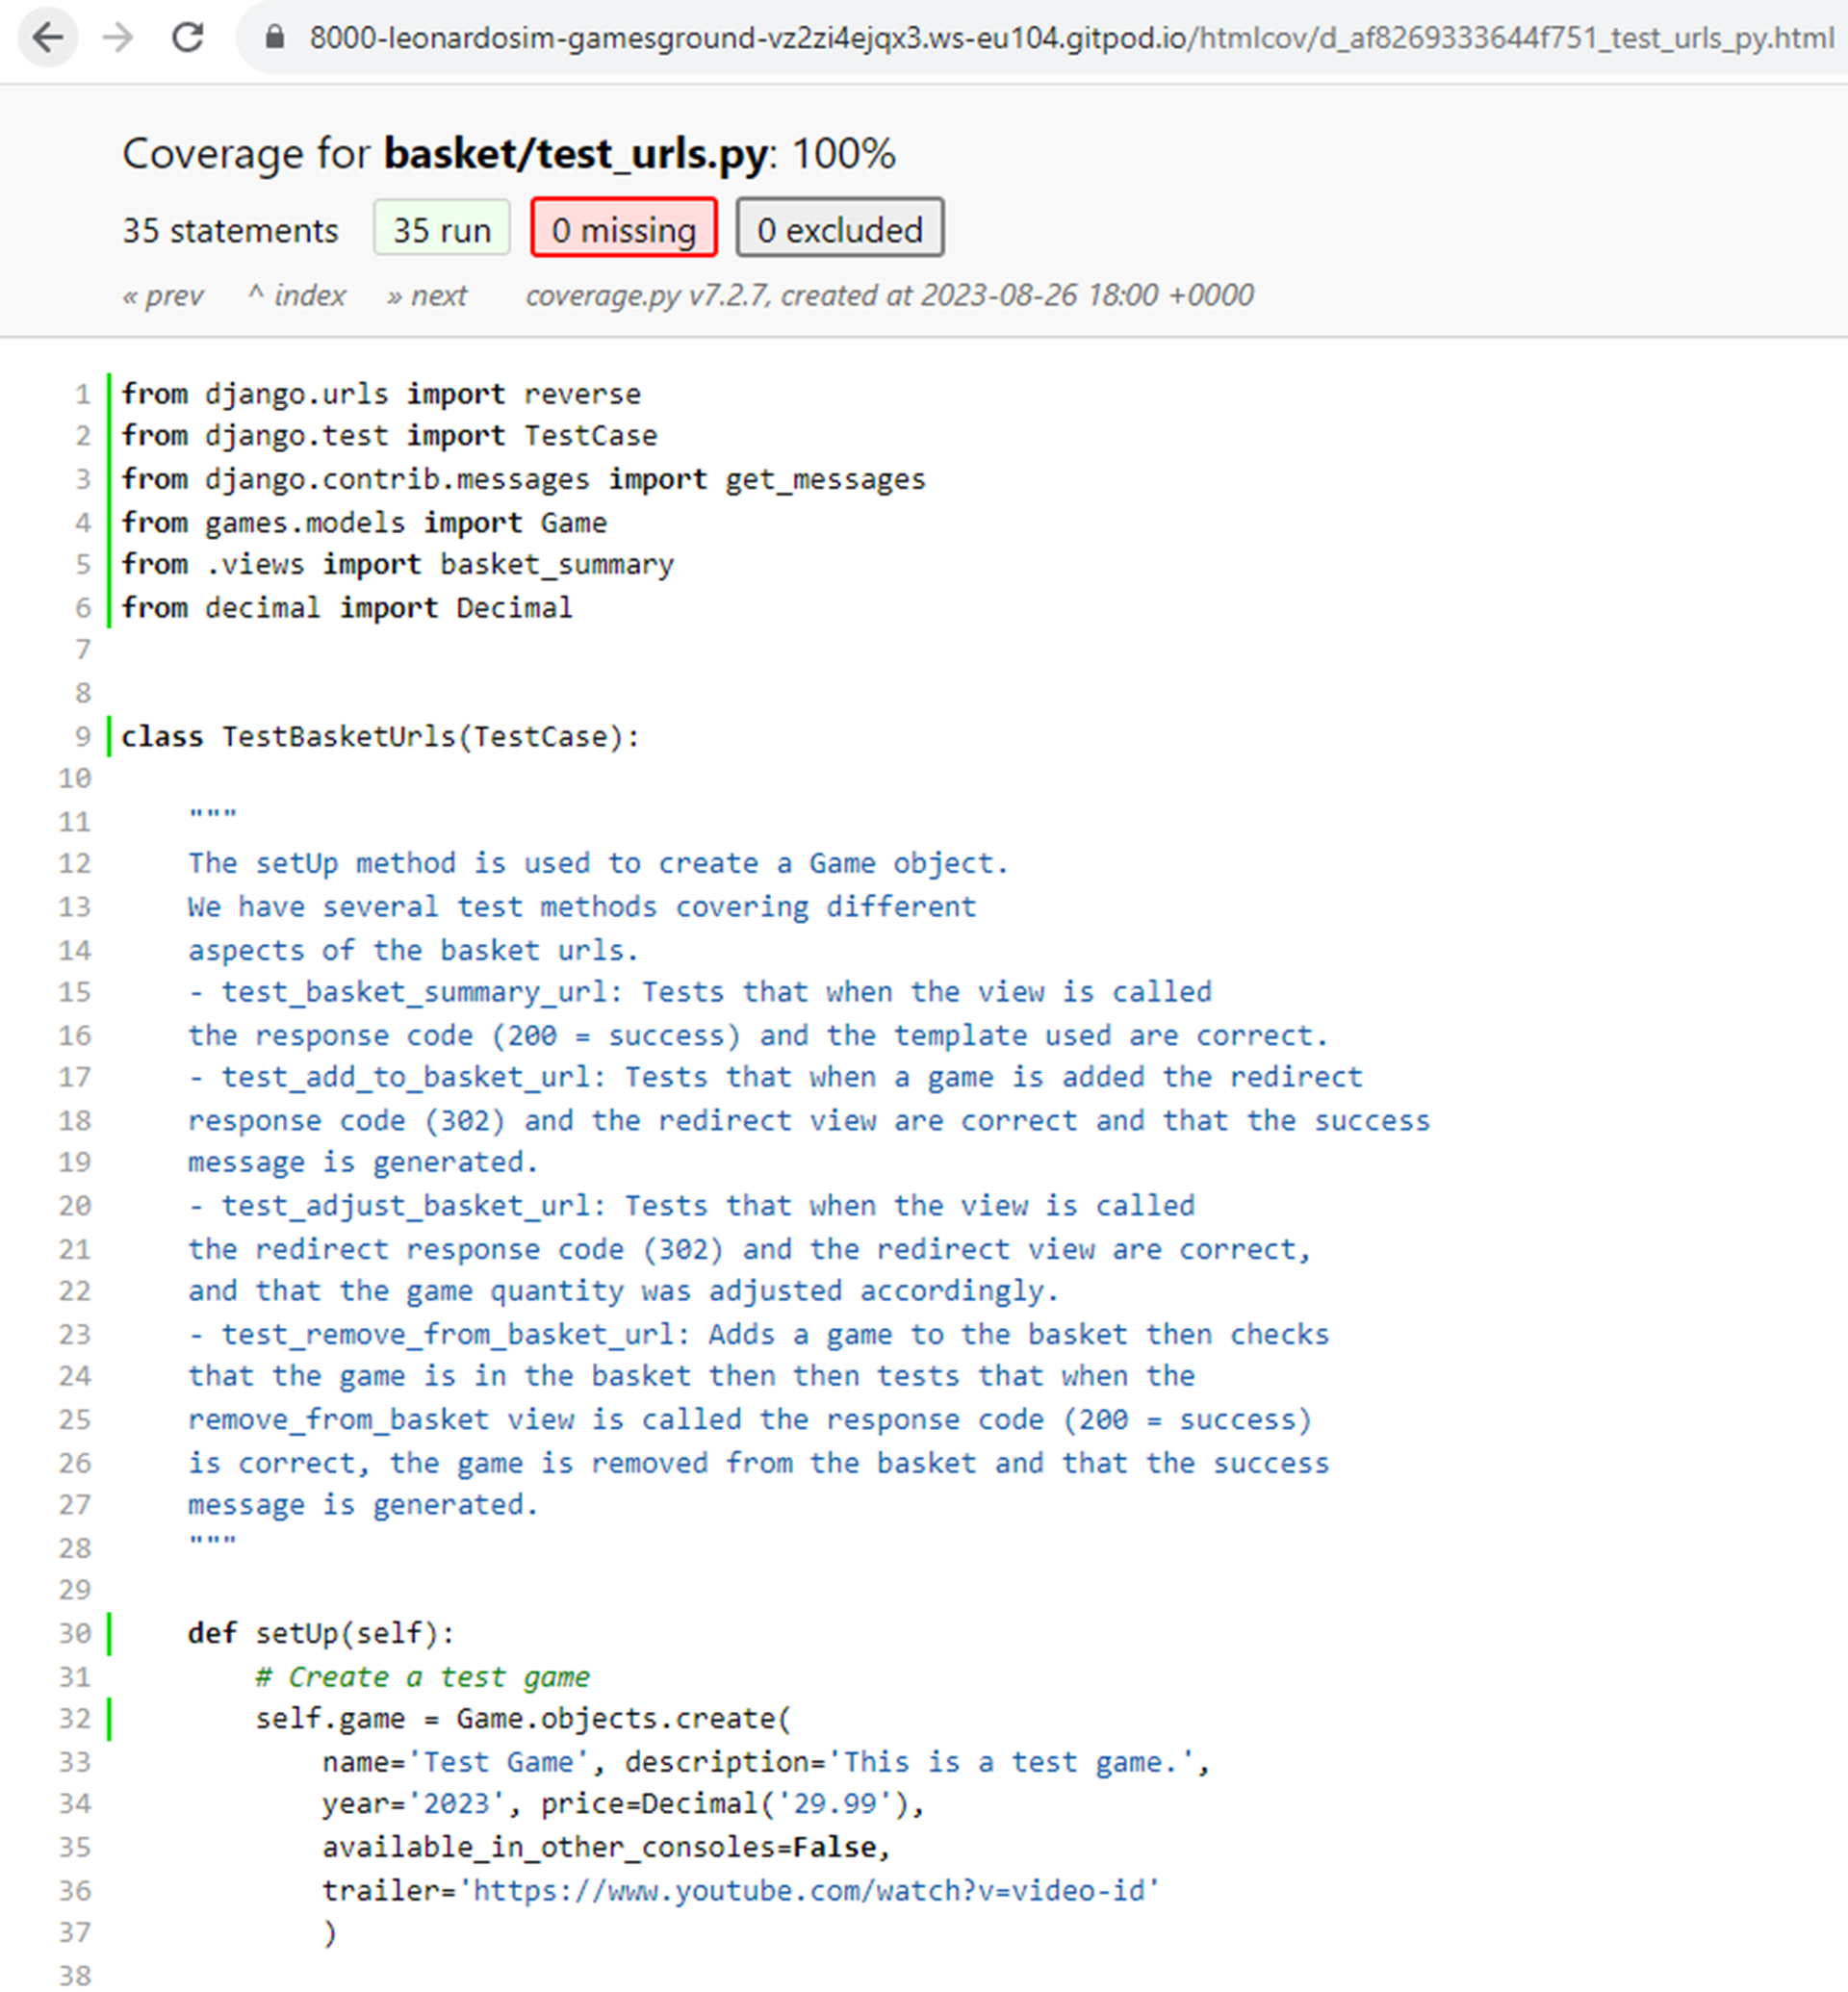 8000-leonardosim-gamesground-vz2zi4ejqx3.ws-eu104.gitpod.io/htmlcov/d_af8269333644f751_test_urls_py.html
Coverage for basket/test_urls.py: 100%
35 statements 35 run 0 missing 0 excluded
« prev ^ index » next coverage.py v7.2.7, created at 2023-08-26 18:00 +0000
1 from django.urls import reverse
2 from django.test import TestCase
3 from django.contrib.messages import get_messages
4 from games.models import Game
5 from .views import basket_summary
6 from decimal import Decimal
7
8
9 class TestBasketUrls(TestCase):
10
11 """
12 The setUp method is used to create a Game object.
13 We have several test methods covering different
14 aspects of the basket urls.
15 - test_basket_summary_url: Tests that when the view is called
16 the response code (200 = success) and the template used are correct.
17 - test_add_to_basket_url: Tests that when a game is added the redirect
18 response code (302) and the redirect view are correct and that the success
19 message is generated.
20 - test_adjust_basket_url: Tests that when the view is called
21 the redirect response code (302) and the redirect view are correct,
22 and that the game quantity was adjusted accordingly.
23 - test_remove_from_basket_url: Adds a game to the basket then checks
24 that the game is in the basket then then tests that when the
25 remove_from_basket view is called the response code (200 = success)
26 is correct, the game is removed from the basket and that the success
27 message is generated.
28 """
29
30 def setUp(self):
31 # Create a test game
32 self.game = Game.objects.create(
33 name='Test Game', description='This is a test game.',
34 year='2023', price=Decimal('29.99'),
35 available_in_other_consoles=False,
36 trailer='https://www.youtube.com/watch?v=video-id'
37 )
38